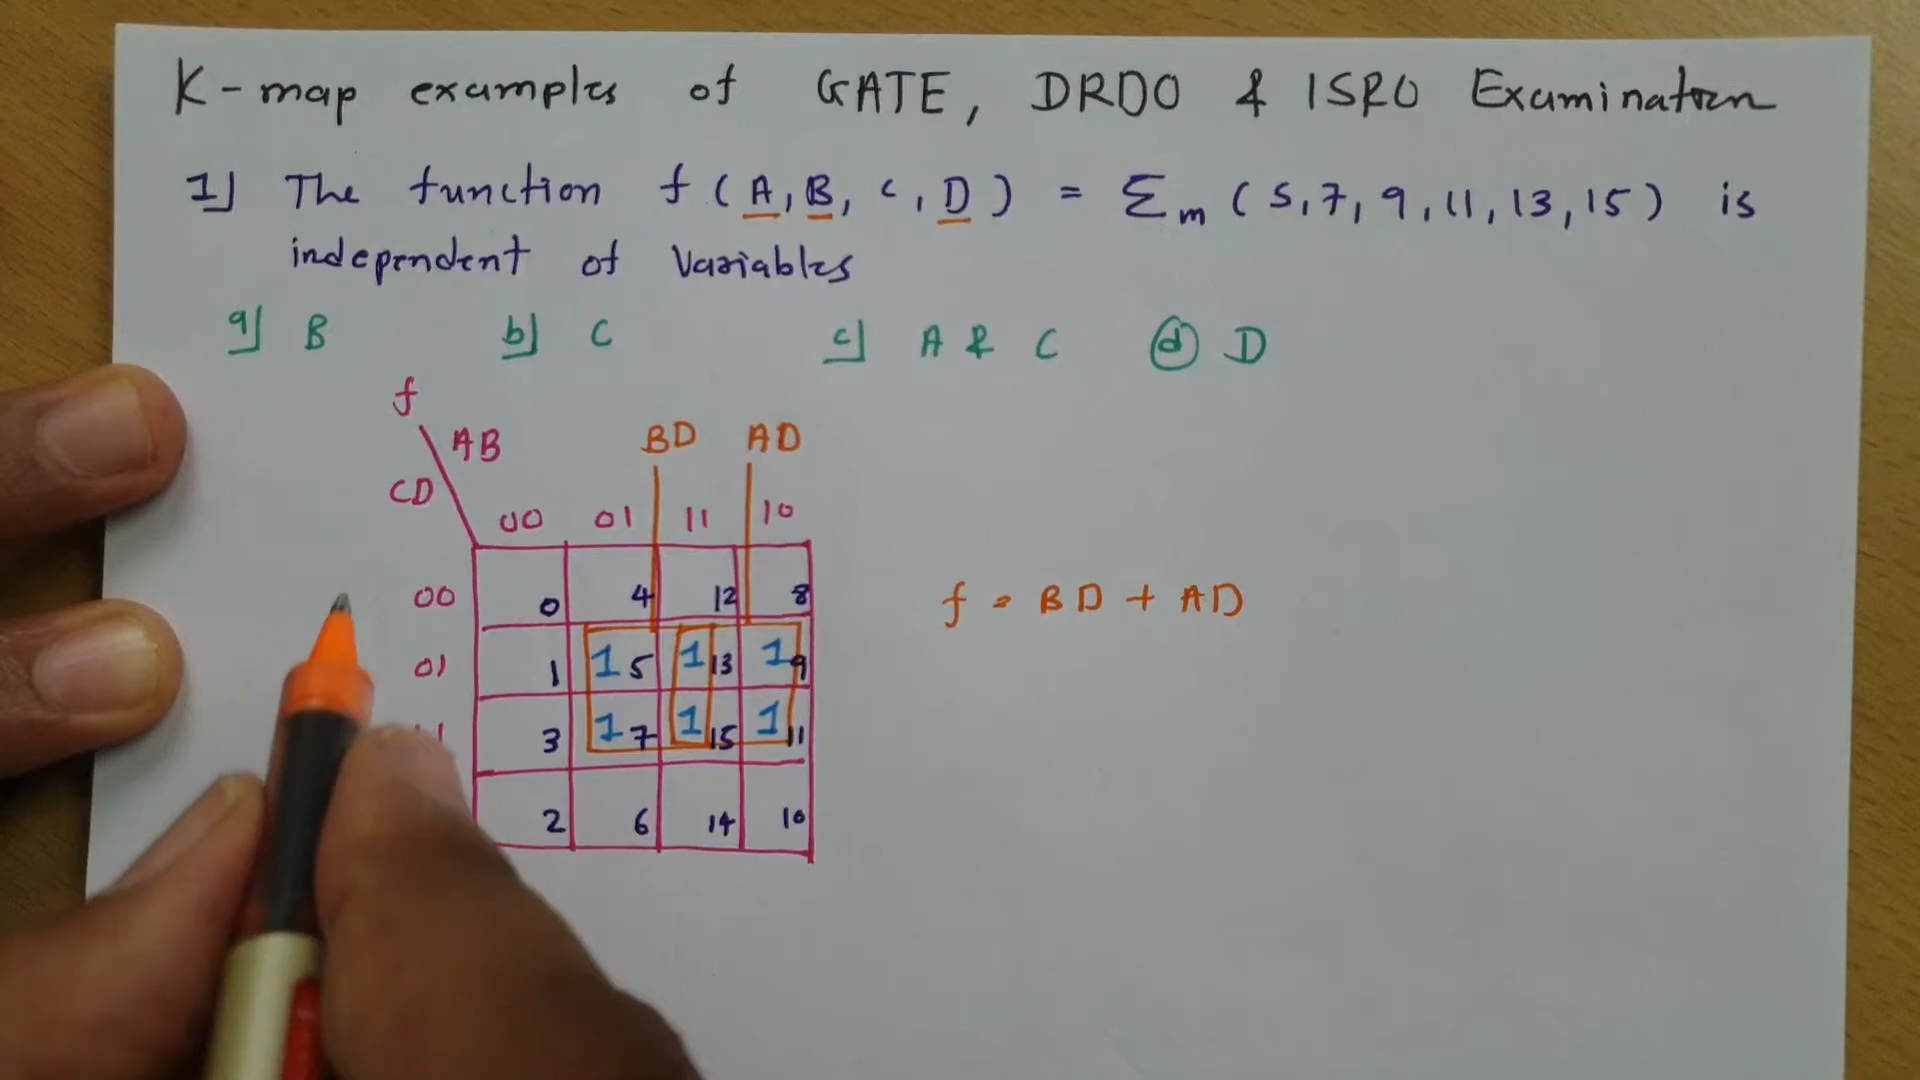 K-map examples of GATE, DRDO & ISRO Examination
1] The function f(A, B, C, D) = Σm (5,7,9,11,13,15) is
independent of Variables
a] B b] C c] A & C d D
f
AB BD AD
CD
00 01 11 10
00 0 4 12 8
f = BD + AD
01 1 1 5 1 13 1 9
3 1 7 1 15 1 11
2 6 14 10